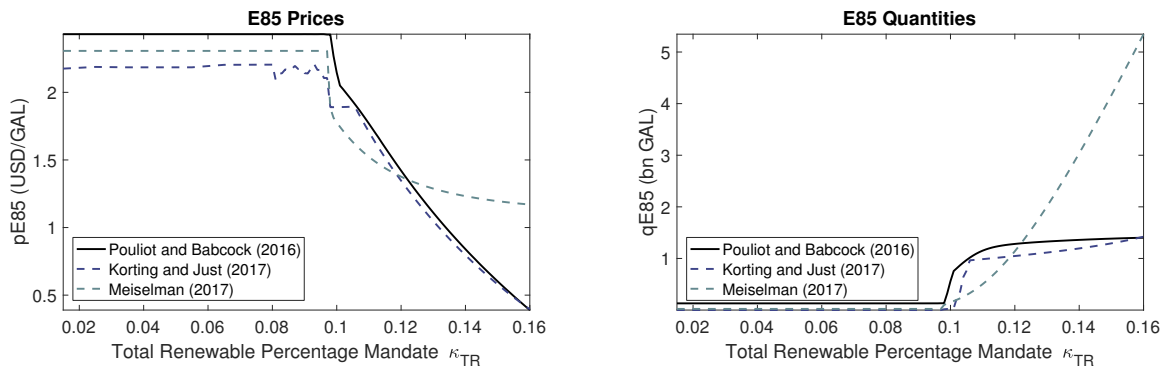 E85 Prices
pE85 (USD/GAL)
2
1.5
1
0.5
Pouliot and Babcock (2016)
Korting and Just (2017)
Meiselman (2017)
0.02 0.04 0.06 0.08 0.1 0.12 0.14 0.16
Total Renewable Percentage Mandate κTR
E85 Quantities
qE85 (bn GAL)
5
4
3
2
1
Pouliot and Babcock (2016)
Korting and Just (2017)
Meiselman (2017)
0.02 0.04 0.06 0.08 0.1 0.12 0.14 0.16
Total Renewable Percentage Mandate κTR